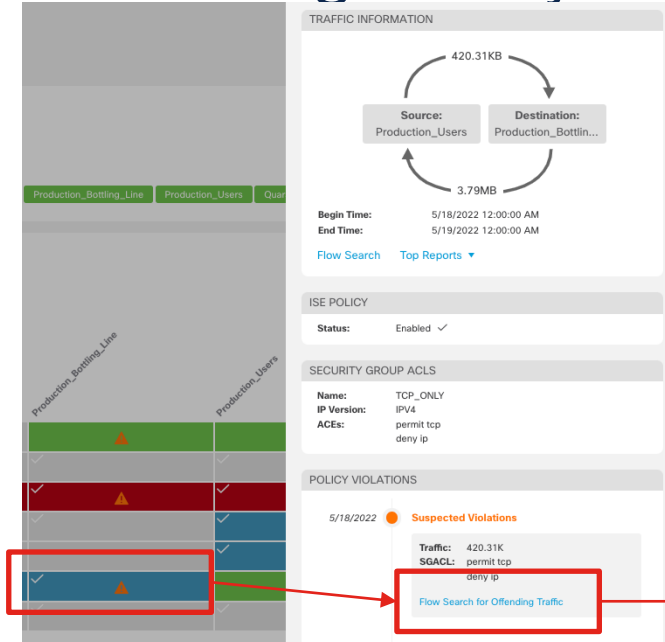 TRAFFIC INFORMATION
420.31KB
Source:
Production_Users
Destination:
Production_Bottlin...
3.79MB
Begin Time: 5/18/2022 12:00:00 AM
End Time: 5/19/2022 12:00:00 AM
Flow Search Top Reports
ISE POLICY
Status: Enabled
SECURITY GROUP ACLS
Name: TCP_ONLY
IP Version: IPV4
ACEs: permit tcp
deny ip
POLICY VIOLATIONS
5/18/2022 Suspected Violations
Traffic: 420.31K
SGACL: permit tcp
deny ip
Flow Search for Offending Traffic
Production_Bottling_Line Production_Users Quar
Production_Bottling_Line
Production_Users